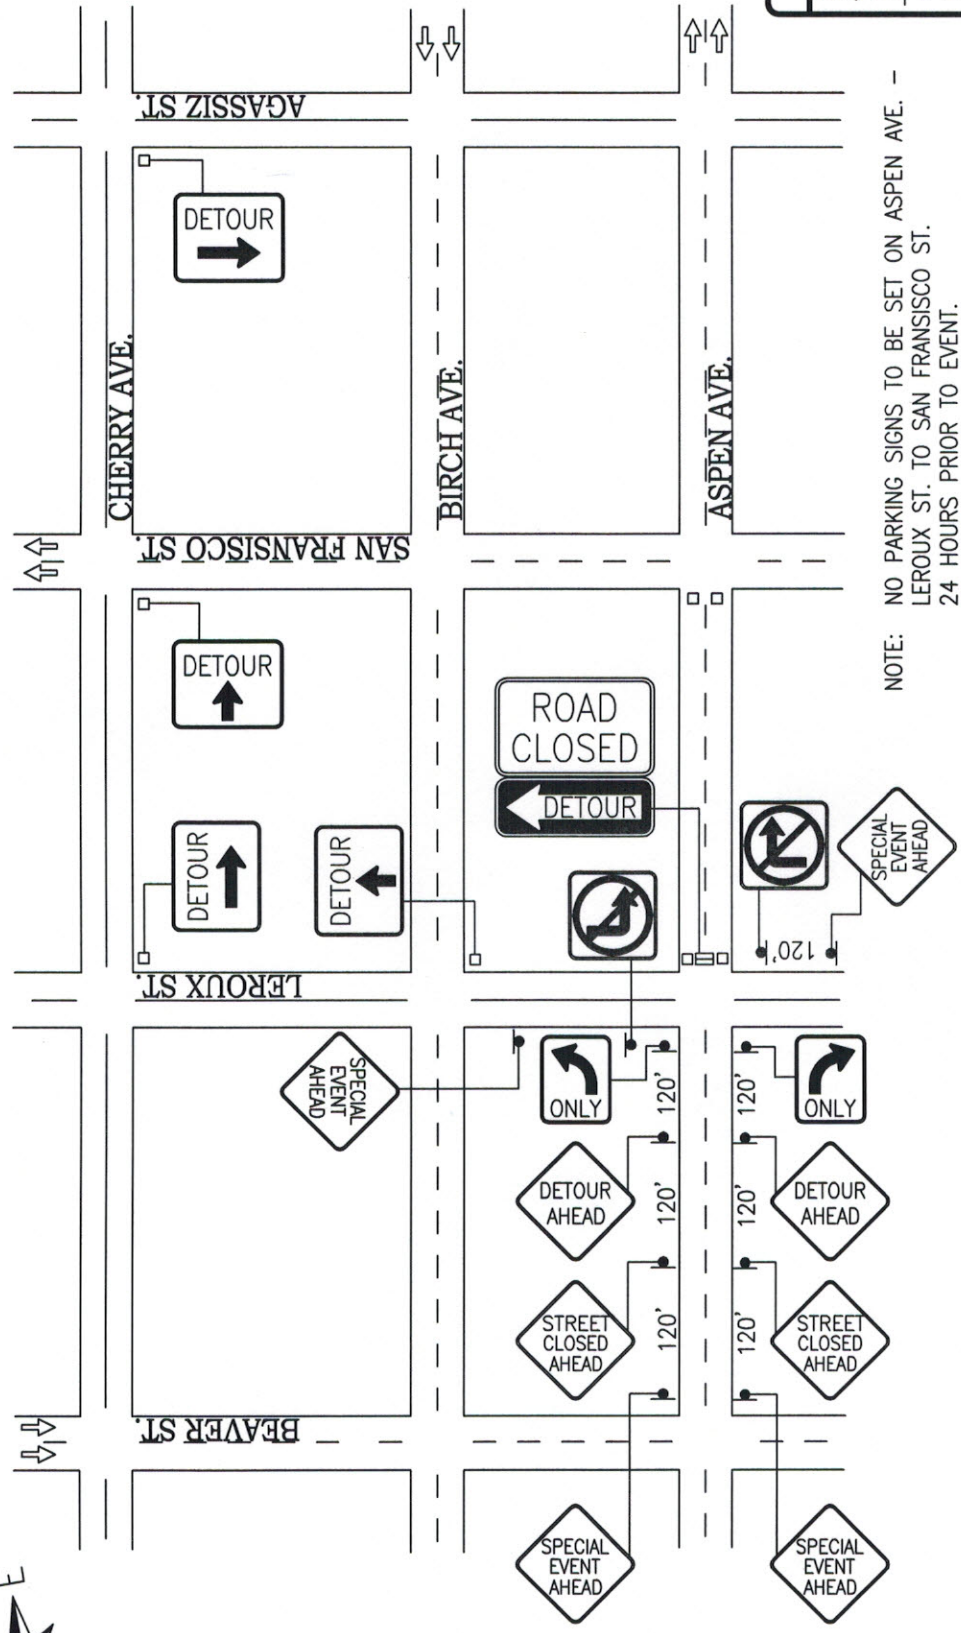 AGASSIZ ST.
DETOUR
CHERRY AVE.
BIRCH AVE.
ASPEN AVE.
SAN FRANSISCO ST.
DETOUR
ROAD
CLOSED
DETOUR
DETOUR
DETOUR
SPECIAL
EVENT
AHEAD
120'
LEROUX ST.
SPECIAL
EVENT
AHEAD
ONLY
120'
120'
ONLY
DETOUR
AHEAD
120'
120'
DETOUR
AHEAD
STREET
CLOSED
AHEAD
120'
120'
STREET
CLOSED
AHEAD
BEAVER ST.
SPECIAL
EVENT
AHEAD
SPECIAL
EVENT
AHEAD
E
NOTE: NO PARKING SIGNS TO BE SET ON ASPEN AVE. –
LEROUX ST. TO SAN FRANSISCO ST.
24 HOURS PRIOR TO EVENT.